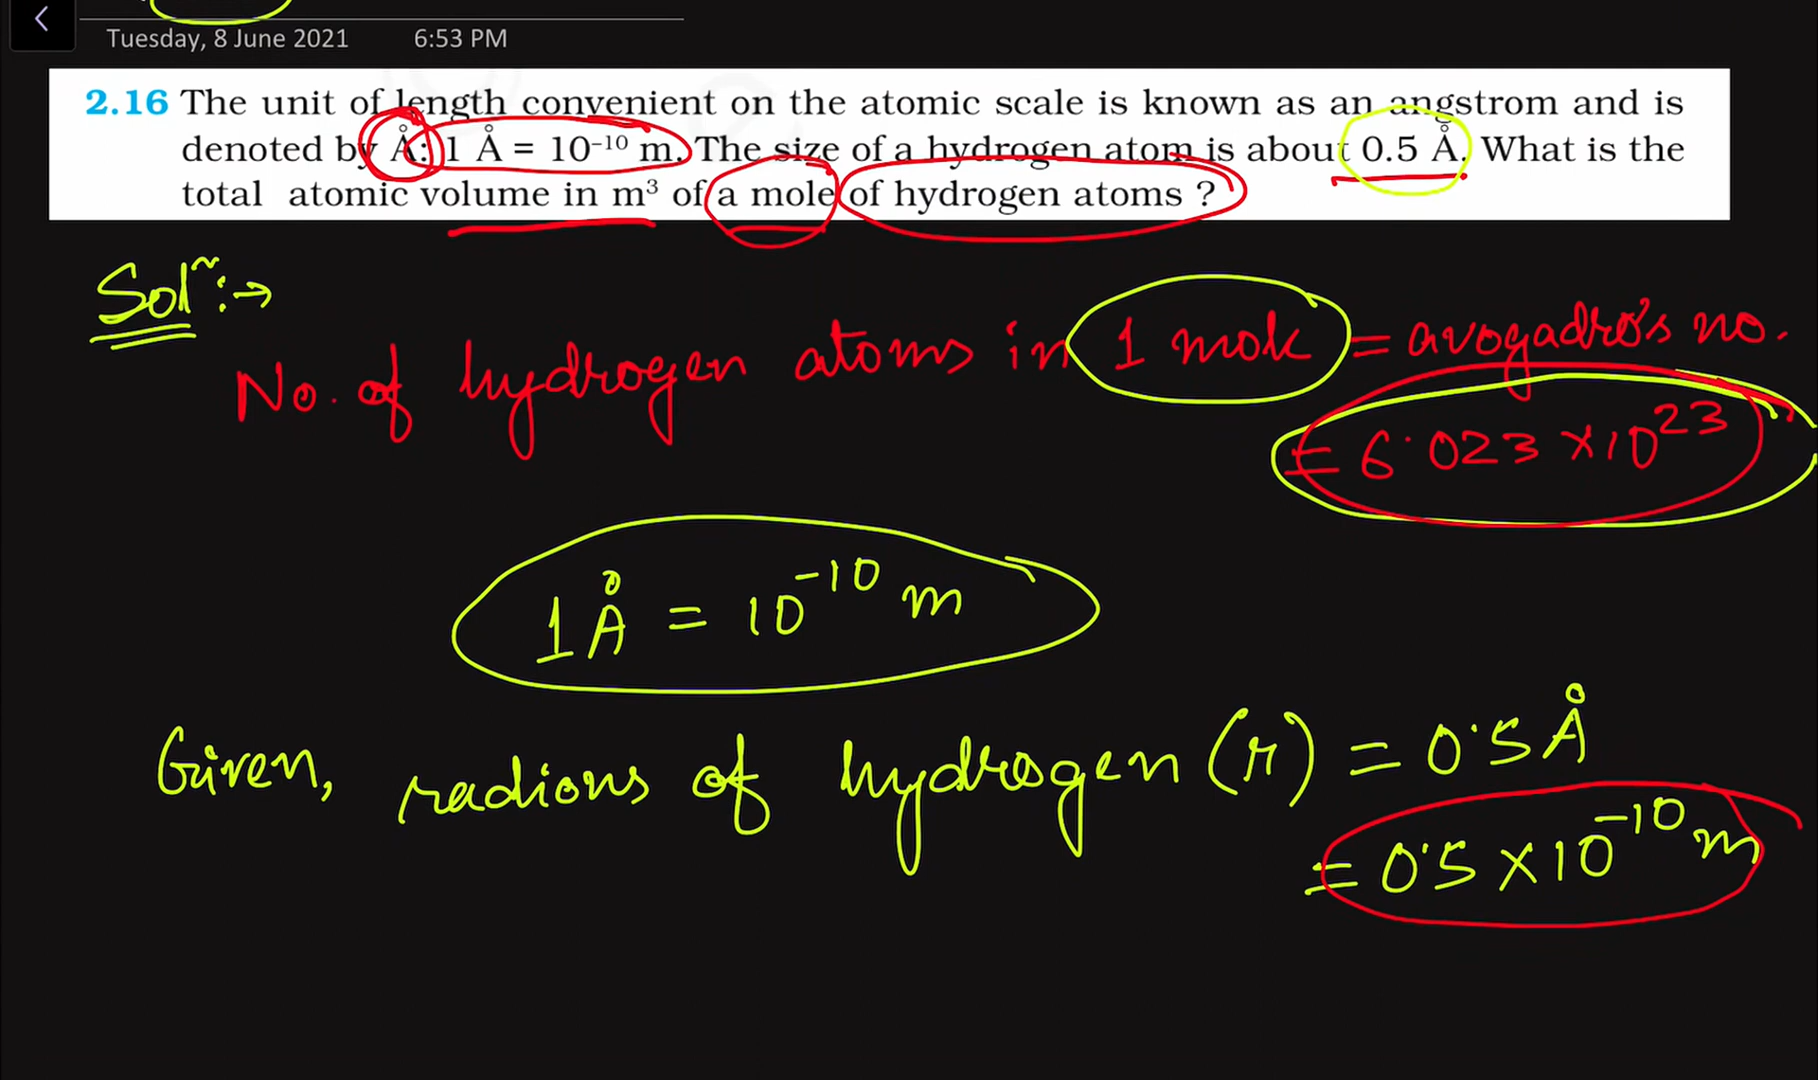 Tuesday, 8 June 2021 6:53 PM
2.16 The unit of length convenient on the atomic scale is known as an angstrom and is
denoted by Å: 1 Å = 10⁻¹⁰ m. The size of a hydrogen atom is about 0.5 Å. What is the
total atomic volume in m³ of a mole of hydrogen atoms ?
Solⁿ :→
No. of hydrogen atoms in 1 mole = avogadro's no.
= 6.023 × 10²³
1 Å = 10⁻¹⁰ m
Given, radions of hydrogen (r) = 0.5 Å
= 0.5 × 10⁻¹⁰ m